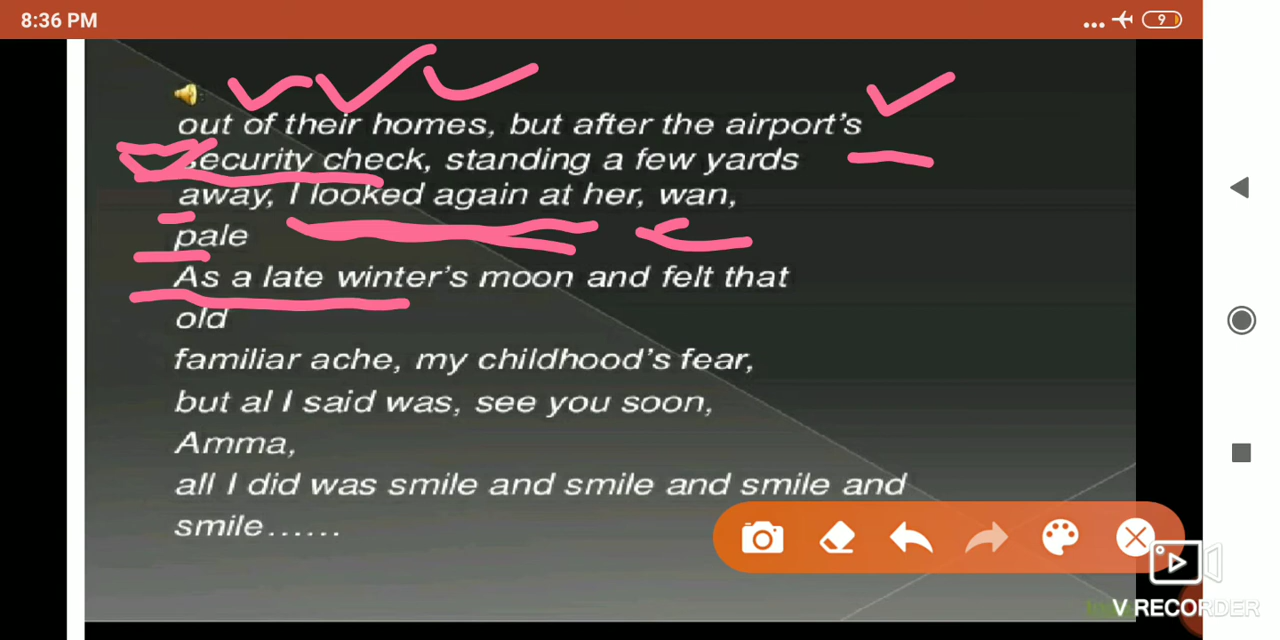 8:36 PM
9
out of their homes, but after the airport's
security check, standing a few yards
away, I looked again at her, wan,
pale
As a late winter's moon and felt that
old
familiar ache, my childhood's fear,
but al I said was, see you soon,
Amma,
all I did was smile and smile and smile and
smile......
V RECORDER